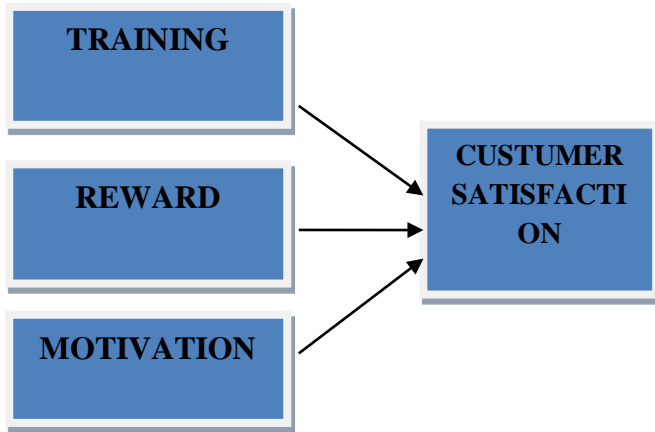 TRAINING
REWARD
MOTIVATION
CUSTUMER
SATISFACTI
ON